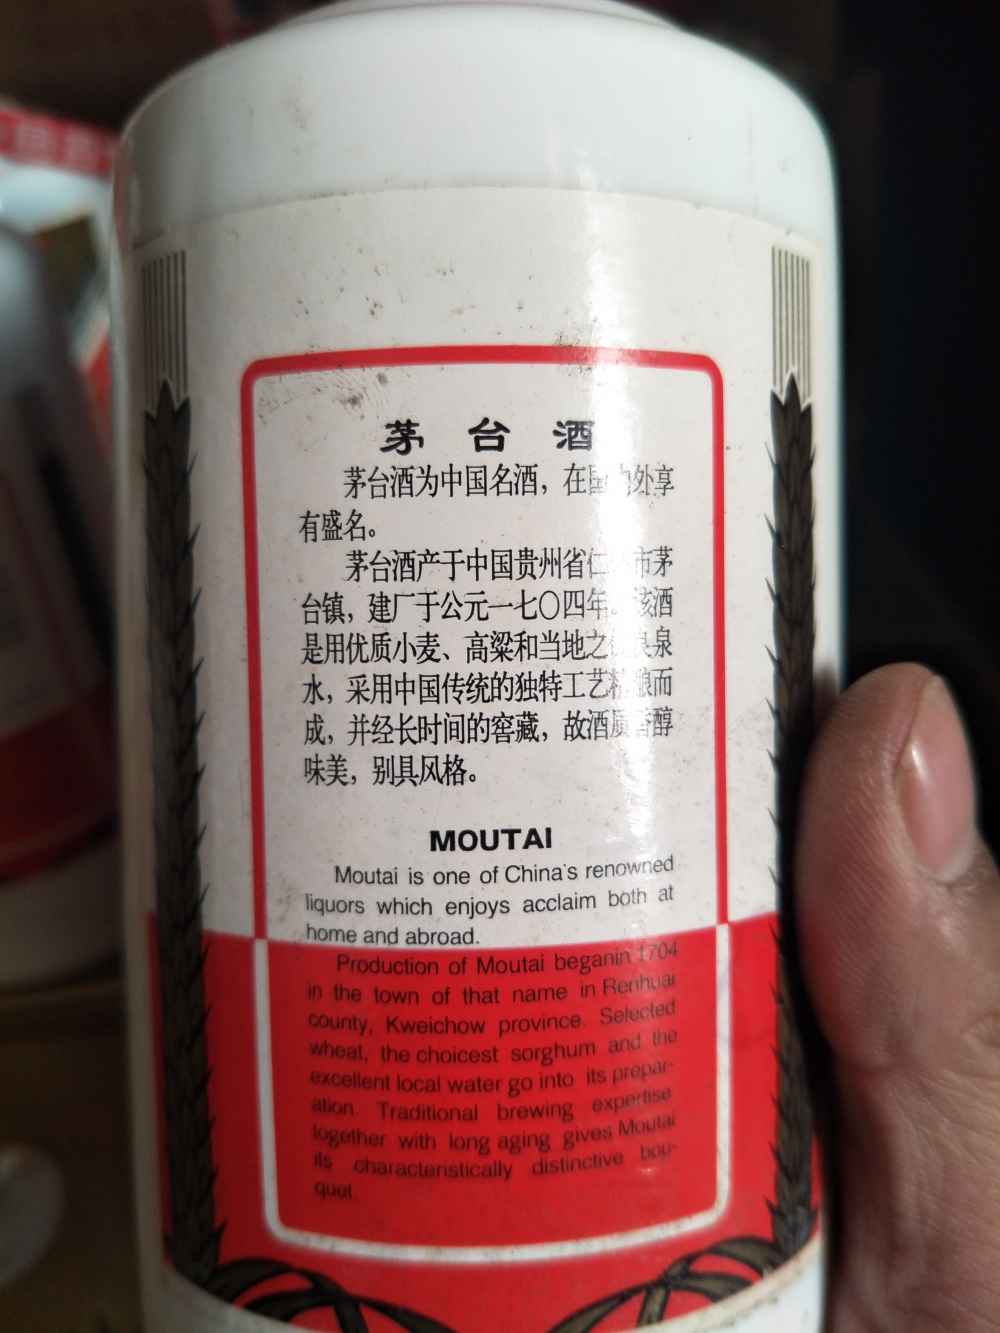 茅台酒
茅台酒为中国名酒，在国内外享
有盛名。
茅台酒产于中国贵州省仁 市茅
台镇，建厂于公元一七〇四年。该酒
是用优质小麦、高粱和当地之 良泉
水，采用中国传统的独特工艺精酿而
成，并经长时间的窖藏，故酒质香醇
味美，别具风格。
MOUTAI
Moutai is one of China's renowned
liquors which enjoys acclaim both at
home and abroad.
Production of Moutai beganin 1704
in the town of that name in Renhuai
county, Kweichow province. Selected
wheat, the choicest sorghum and the
excellent local water go into its prepar-
ation. Traditional brewing expertise
together with long aging gives Moutai
its characteristically distinctive bou-
quet